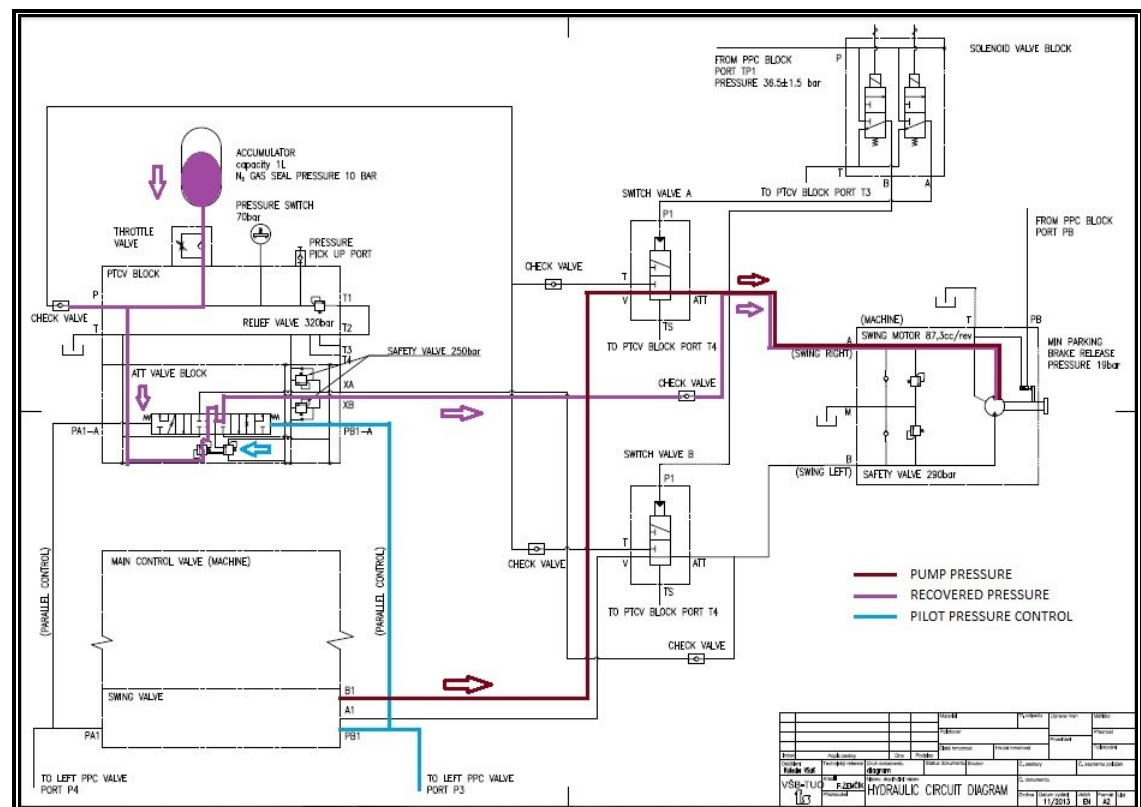 SOLENOID VALVE BLOCK
FROM PPC BLOCK
PORT TP1
PRESSURE 36.5±1.5 bar
P
T
B
A
TO PTCV BLOCK PORT T3
ACCUMULATOR
capacity 1L
N₂ GAS SEAL PRESSURE 10 BAR
PRESSURE SWITCH
70bar
THROTTLE
VALVE
PRESSURE
PICK UP PORT
PTCV BLOCK
P
CHECK VALVE
T
RELIEF VALVE 320bar
T1
T2
T3
T4
SAFETY VALVE 250bar
ATT VALVE BLOCK
XA
XB
PA1-A
PB1-A
SWITCH VALVE A
P1
CHECK VALVE
T
V
ATT
TS
TO PTCV BLOCK PORT T4
CHECK VALVE
FROM PPC BLOCK
PORT PB
(MACHINE)
T
PB
A
SWING MOTOR 87,3cc/rev
(SWING RIGHT)
MIN PARKING
BRAKE RELEASE
PRESSURE 19bar
M
B
(SWING LEFT)
SAFETY VALVE 290bar
SWITCH VALVE B
P1
T
V
ATT
CHECK VALVE
TS
TO PTCV BLOCK PORT T4
CHECK VALVE
MAIN CONTROL VALVE (MACHINE)
(PARALLEL CONTROL)
(PARALLEL CONTROL)
SWING VALVE
B1
A1
PA1
PB1
TO LEFT PPC VALVE
PORT P4
TO LEFT PPC VALVE
PORT P3
PUMP PRESSURE
RECOVERED PRESSURE
PILOT PRESSURE CONTROL
diagram
VŠB-TUO
HYDRAULIC CIRCUIT DIAGRAM
11/2013
EN
A2